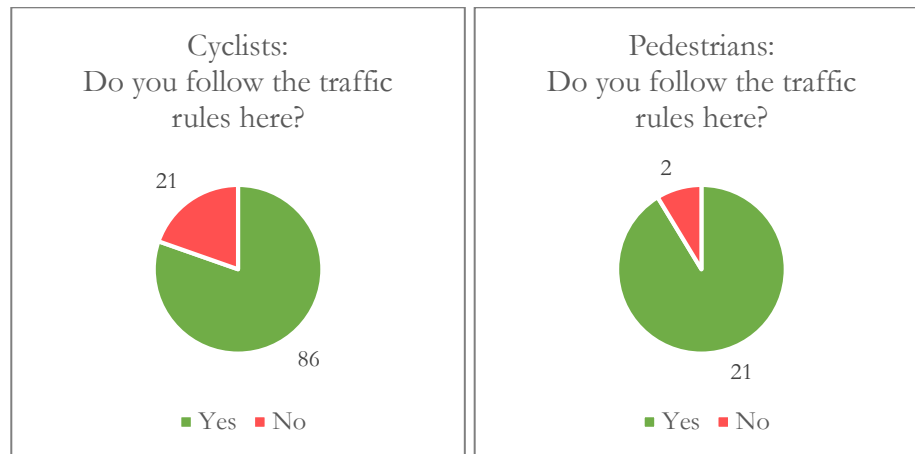 Cyclists:
Do you follow the traffic
rules here?
21
86
Yes No
Pedestrians:
Do you follow the traffic
rules here?
2
21
Yes No